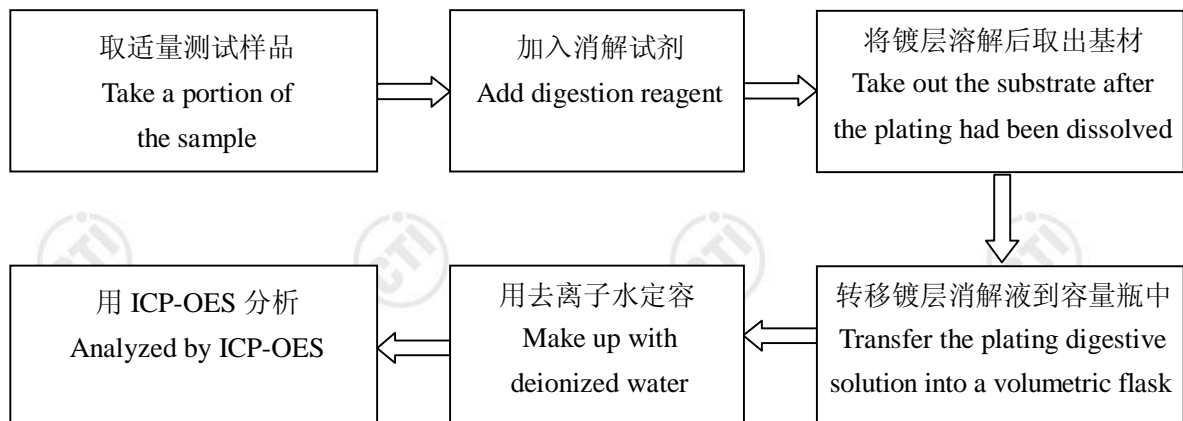 取适量测试样品
Take a portion of
the sample
加入消解试剂
Add digestion reagent
将镀层溶解后取出基材
Take out the substrate after
the plating had been dissolved
转移镀层消解液到容量瓶中
Transfer the plating digestive
solution into a volumetric flask
用去离子水定容
Make up with
deionized water
用 ICP-OES 分析
Analyzed by ICP-OES
CTI
CTI
CTI